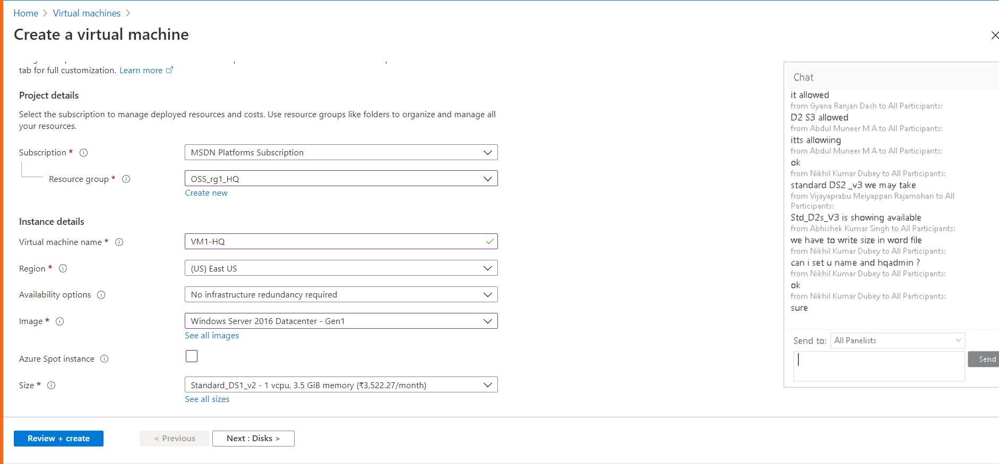 Home > Virtual machines >
Create a virtual machine
tab for full customization. Learn more
Project details
Select the subscription to manage deployed resources and costs. Use resource groups like folders to organize and manage all
your resources.
Subscription *
MSDN Platforms Subscription
Resource group *
OSS_rg1_HQ
Create new
Instance details
Virtual machine name *
VM1-HQ
Region *
(US) East US
Availability options
No infrastructure redundancy required
Image *
Windows Server 2016 Datacenter - Gen1
See all images
Azure Spot instance
Size *
Standard_DS1_v2 - 1 vcpu, 3.5 GiB memory (₹3,522.27/month)
See all sizes
Review + create
< Previous
Next : Disks >
Chat
it allowed
from Gyana Ranjan Dash to All Participants:
D2 S3 allowed
from Abdul Muneer M A to All Participants:
itts allowiing
from Abdul Muneer M A to All Participants:
ok
from Nikhil Kumar Dubey to All Participants:
standard DS2 _v3 we may take
from Vijayaprabu Meiyappan Rajamohan to All
Participants:
Std_D2s_V3 is showing available
from Abhishek Kumar Singh to All Participants:
we have to write size in word file
from Nikhil Kumar Dubey to All Participants:
can i set u name and hqadmin ?
from Nikhil Kumar Dubey to All Participants:
ok
from Nikhil Kumar Dubey to All Participants:
sure
Send to: All Panelists
Send